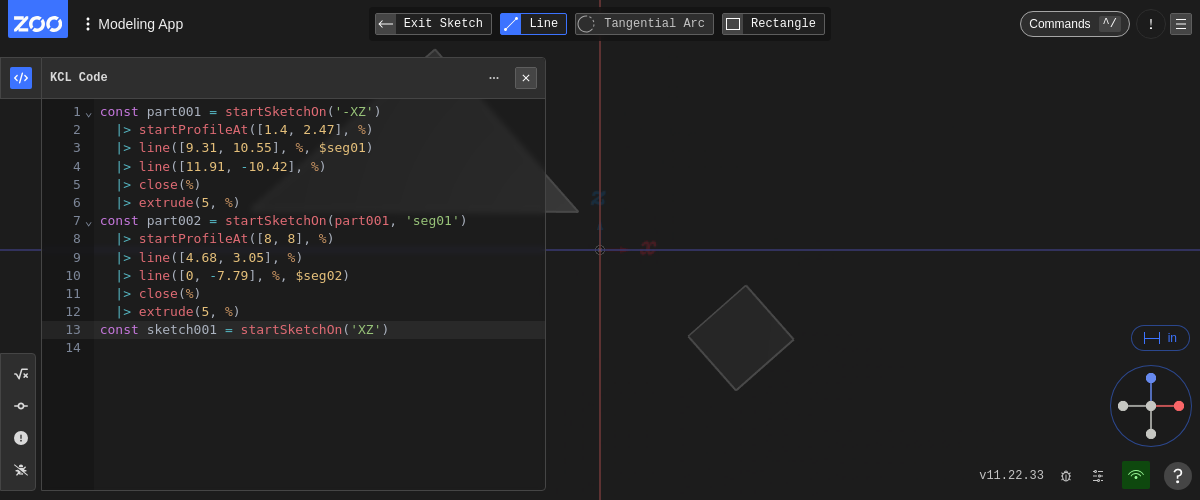 ZOO Modeling App Exit Sketch Line Tangential Arc Rectangle Commands ^/ !
KCL Code
1 const part001 = startSketchOn('-XZ')
2   |> startProfileAt([1.4, 2.47], %)
3   |> line([9.31, 10.55], %, $seg01)
4   |> line([11.91, -10.42], %)
5   |> close(%)
6   |> extrude(5, %)
7 const part002 = startSketchOn(part001, 'seg01')
8   |> startProfileAt([8, 8], %)
9   |> line([4.68, 3.05], %)
10   |> line([0, -7.79], %, $seg02)
11   |> close(%)
12   |> extrude(5, %)
13 const sketch001 = startSketchOn('XZ')
14
z
x
in
v11.22.33
?